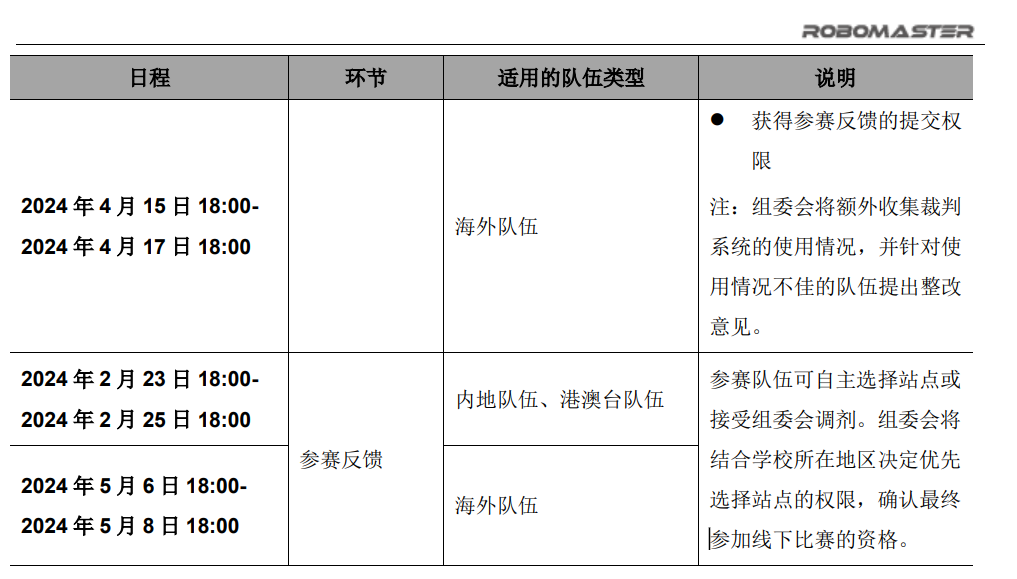 ROBOMASTER
日程 环节 适用的队伍类型 说明
● 获得参赛反馈的提交权
限
2024 年 4 月 15 日 18:00-
2024 年 4 月 17 日 18:00
海外队伍
注：组委会将额外收集裁判
系统的使用情况，并针对使
用情况不佳的队伍提出整改
意见。
2024 年 2 月 23 日 18:00-
2024 年 2 月 25 日 18:00
内地队伍、港澳台队伍
2024 年 5 月 6 日 18:00-
2024 年 5 月 8 日 18:00
参赛反馈
海外队伍
参赛队伍可自主选择站点或
接受组委会调剂。组委会将
结合学校所在地区决定优先
选择站点的权限，确认最终
参加线下比赛的资格。